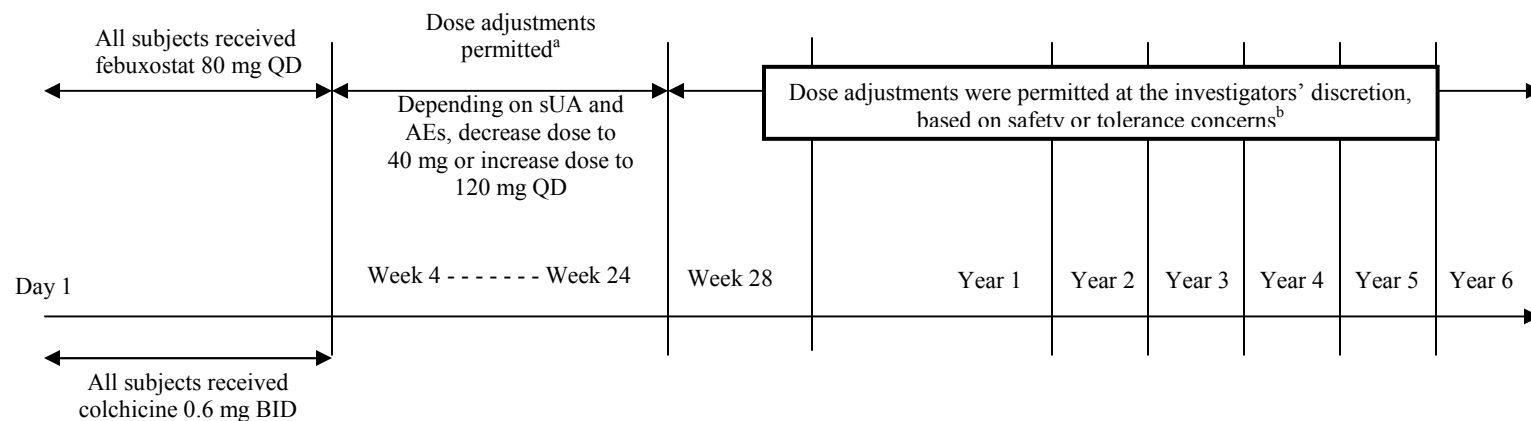 All subjects received
febuxostat 80 mg QD
Dose adjustments
permittedᵃ
Depending on sUA and
AEs, decrease dose to
40 mg or increase dose to
120 mg QD
Dose adjustments were permitted at the investigators’ discretion,
based on safety or tolerance concernsᵇ
Day 1
Week 4 - - - - - - - Week 24
Week 28
Year 1
Year 2
Year 3
Year 4
Year 5
Year 6
All subjects received
colchicine 0.6 mg BID